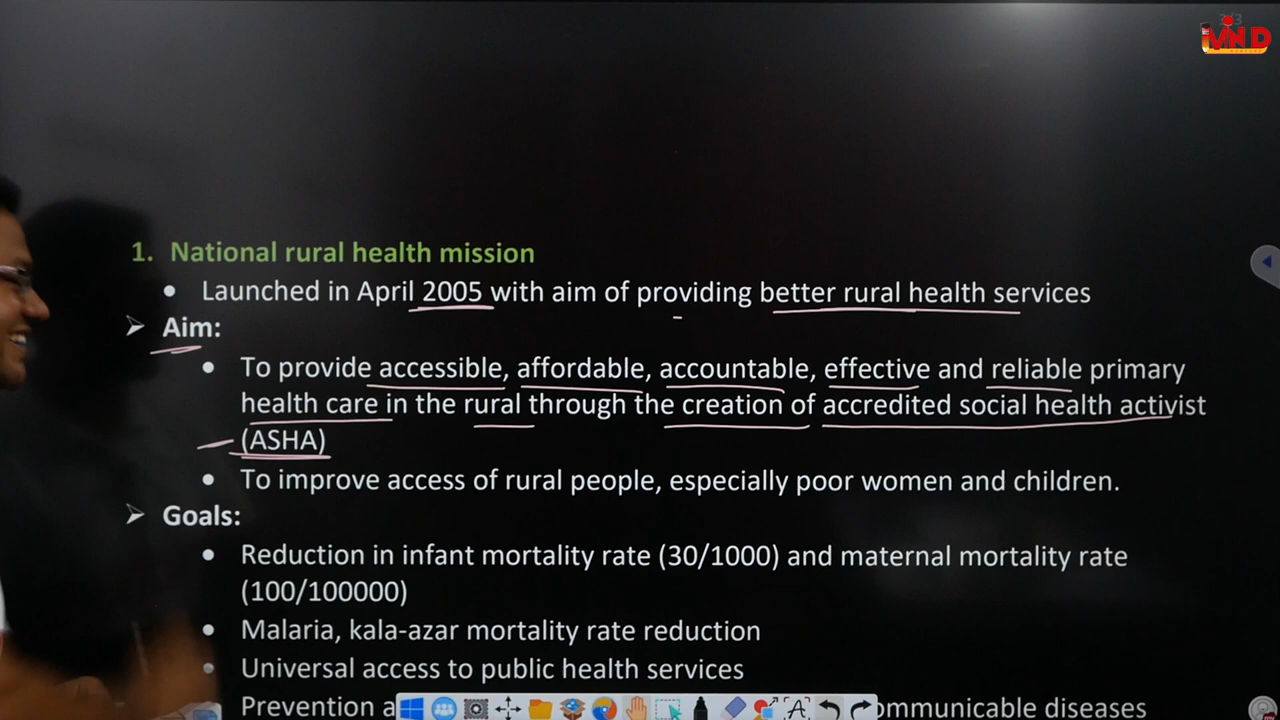 1. National rural health mission
• Launched in April 2005 with aim of providing better rural health services
➢ Aim:
• To provide accessible, affordable, accountable, effective and reliable primary
health care in the rural through the creation of accredited social health activist
(ASHA)
• To improve access of rural people, especially poor women and children.
➢ Goals:
• Reduction in infant mortality rate (30/1000) and maternal mortality rate
(100/100000)
• Malaria, kala-azar mortality rate reduction
• Universal access to public health services
Prevention a ommunicable diseases